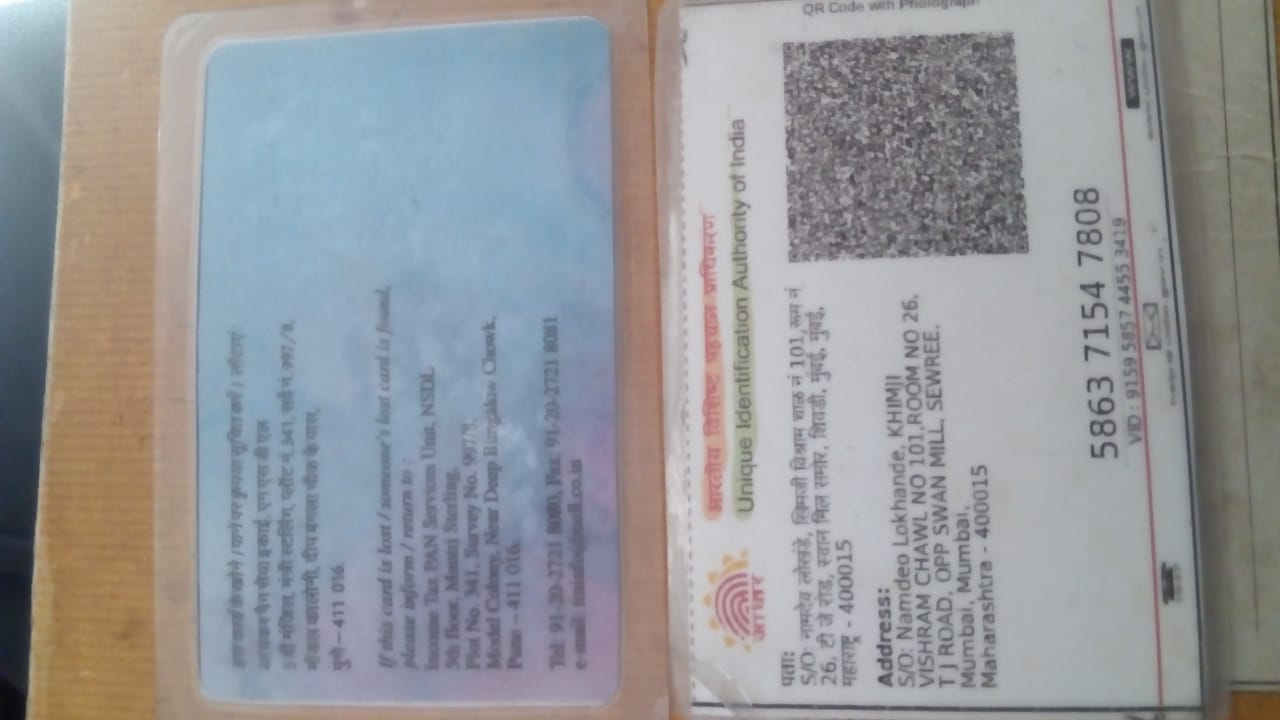 इस कार्ड के खोने / पाने पर कृपया सूचित करें / लौटाएं :
आयकर पैन सेवा इकाई, एन एस डी एल
5 वीं मंजिल, मंत्री स्टर्लिंग, प्लॉट नं. 341, सर्वे नं. 997/8,
मॉडल कालोनी, दीप बंगला चौक के पास,
पुणे – 411 016.
If this card is lost / someone's lost card is found,
please inform / return to :
Income Tax PAN Services Unit, NSDL
5th floor, Mantri Sterling,
Plot No. 341, Survey No. 997/8,
Model Colony, Near Deep Bungalow Chowk,
Pune – 411 016.
Tel: 91-20-2721 8080, Fax: 91-20-2721 8081
e-mail: tininfo@nsdl.co.in
QR Code with Photograph
भारतीय विशिष्ट पहचान प्राधिकरण
Unique Identification Authority of India
आधार
पता:
S/O: नामदेव लोखंडे, खिमजी विश्राम चाळ नं 101, रूम नं
26, टी जे रोड, स्वान मिल समोर, शिवडी, मुंबई, मुंबई,
महाराष्ट्र - 400015
Address:
S/O: Namdeo Lokhande, KHIMJI
VISHRAM CHAWL NO 101,ROOM NO 26,
T J ROAD, OPP SWAN MILL, SEWREE,
Mumbai, Mumbai,
Maharashtra - 400015
5863 7154 7808
VID : 9159 5857 4455 3419